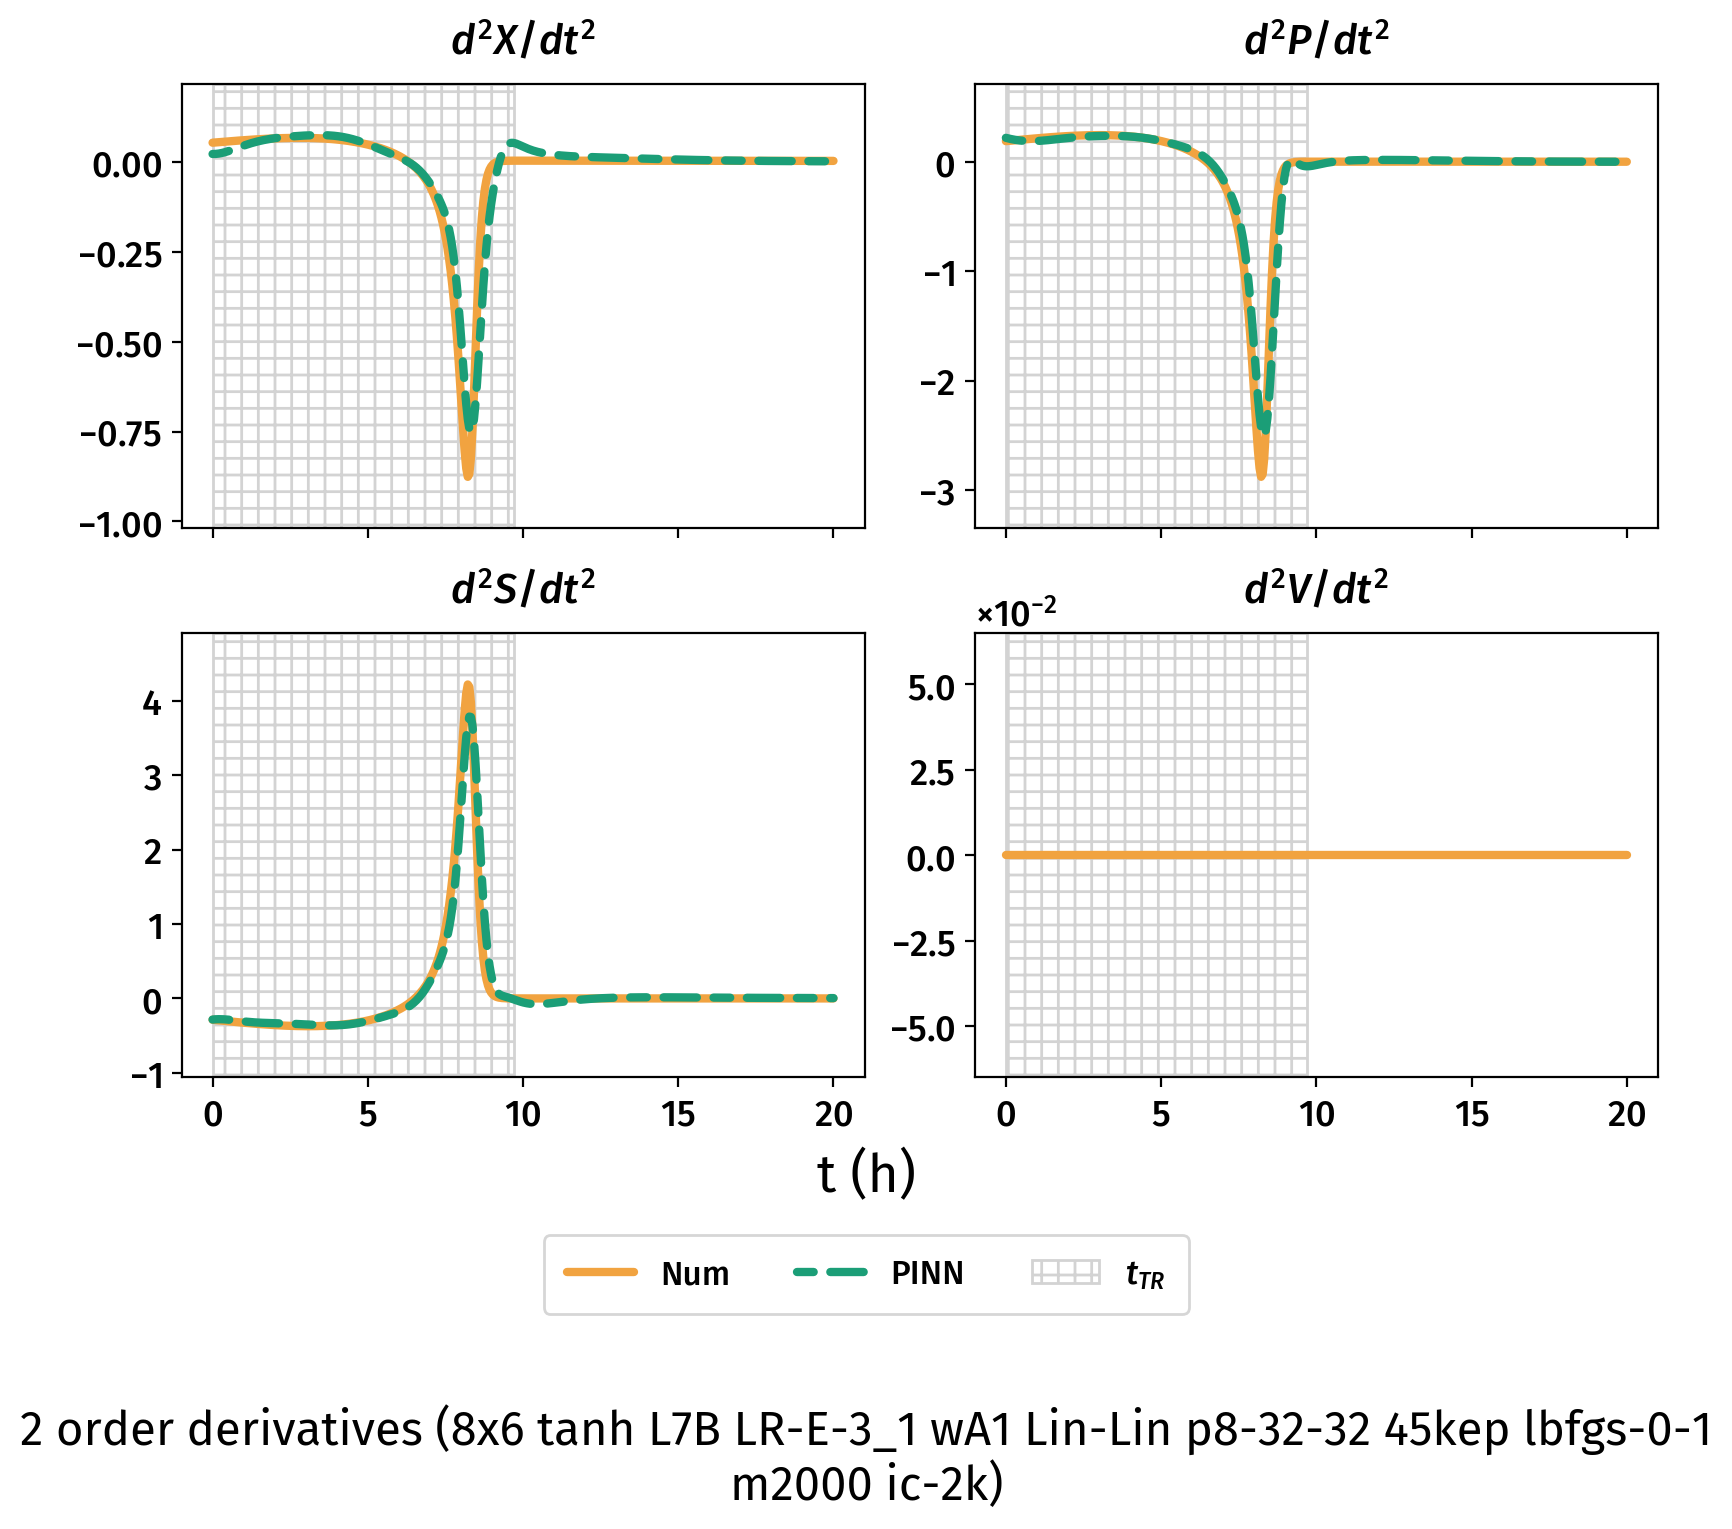 d²X/dt²
d²P/dt²
0.00
−0.25
−0.50
−0.75
−1.00
0
−1
−2
−3
d²S/dt²
d²V/dt²
×10⁻²
4
3
2
1
0
−1
5.0
2.5
0.0
−2.5
−5.0
0 5 10 15 20
0 5 10 15 20
t (h)
Num PINN t_TR
2 order derivatives (8x6 tanh L7B LR-E-3_1 wA1 Lin-Lin p8-32-32 45kep lbfgs-0-1
m2000 ic-2k)